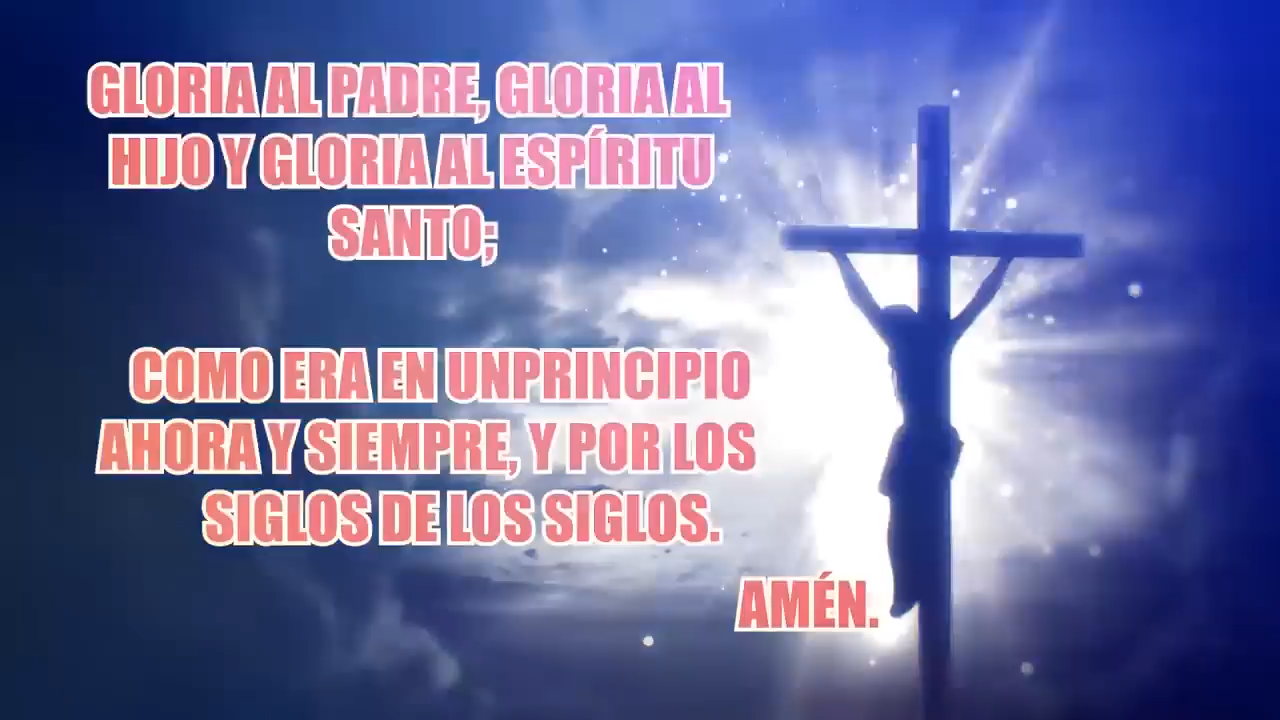 GLORIA AL PADRE, GLORIA AL
HIJO Y GLORIA AL ESPÍRITU
SANTO;
COMO ERA EN UNPRINCIPIO
AHORA Y SIEMPRE, Y POR LOS
SIGLOS DE LOS SIGLOS.
AMÉN.